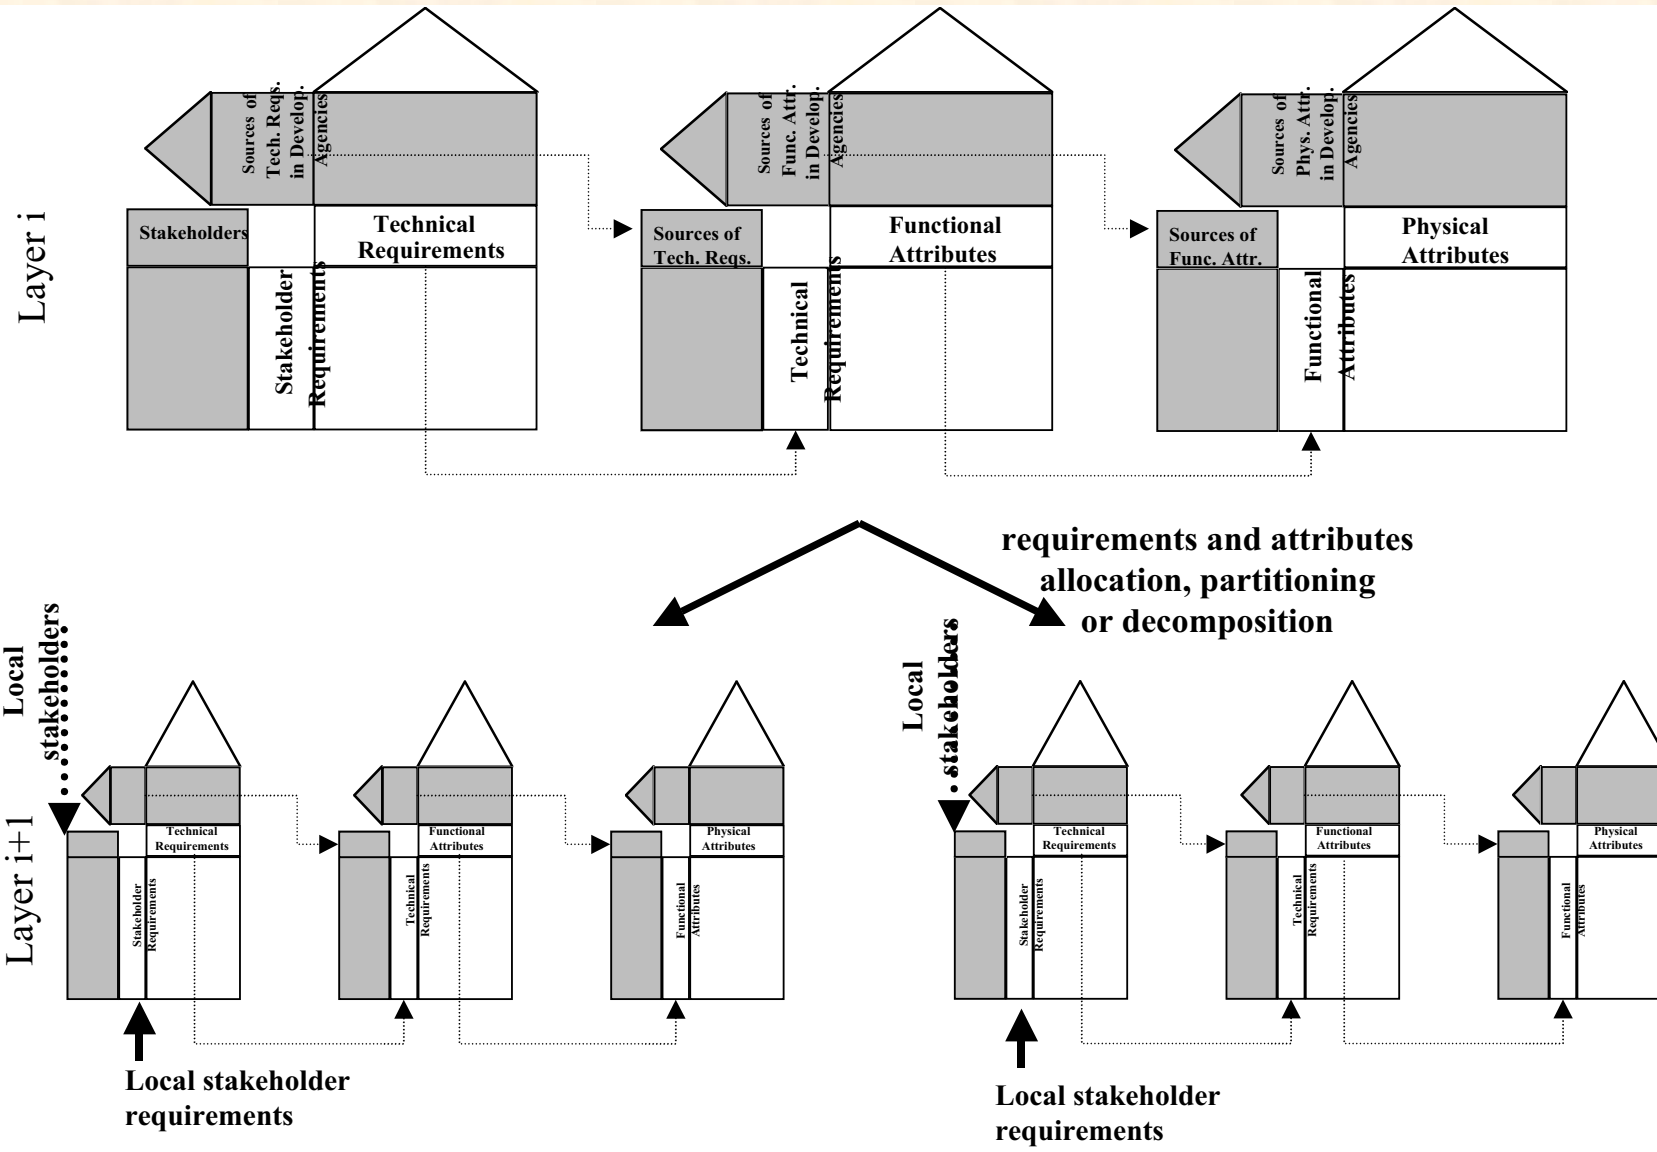 Layer i
Sources of
Tech. Reqs.
in Develop.
Agencies
Stakeholders
Technical
Requirements
Stakeholder
Requirements
Sources of
Func. Attr.
in Develop.
Agencies
Sources of
Tech. Reqs.
Functional
Attributes
Technical
Requirements
Sources of
Phys. Attr.
in Develop.
Agencies
Sources of
Func. Attr.
Physical
Attributes
Functional
Attributes
requirements and attributes
allocation, partitioning
or decomposition
Layer i+1
Local
stakeholders
Technical
Requirements
Stakeholder
Requirements
Functional
Attributes
Technical
Requirements
Physical
Attributes
Functional
Attributes
Local stakeholder
requirements
Local
stakeholders
Technical
Requirements
Stakeholder
Requirements
Functional
Attributes
Technical
Requirements
Physical
Attributes
Functional
Attributes
Local stakeholder
requirements